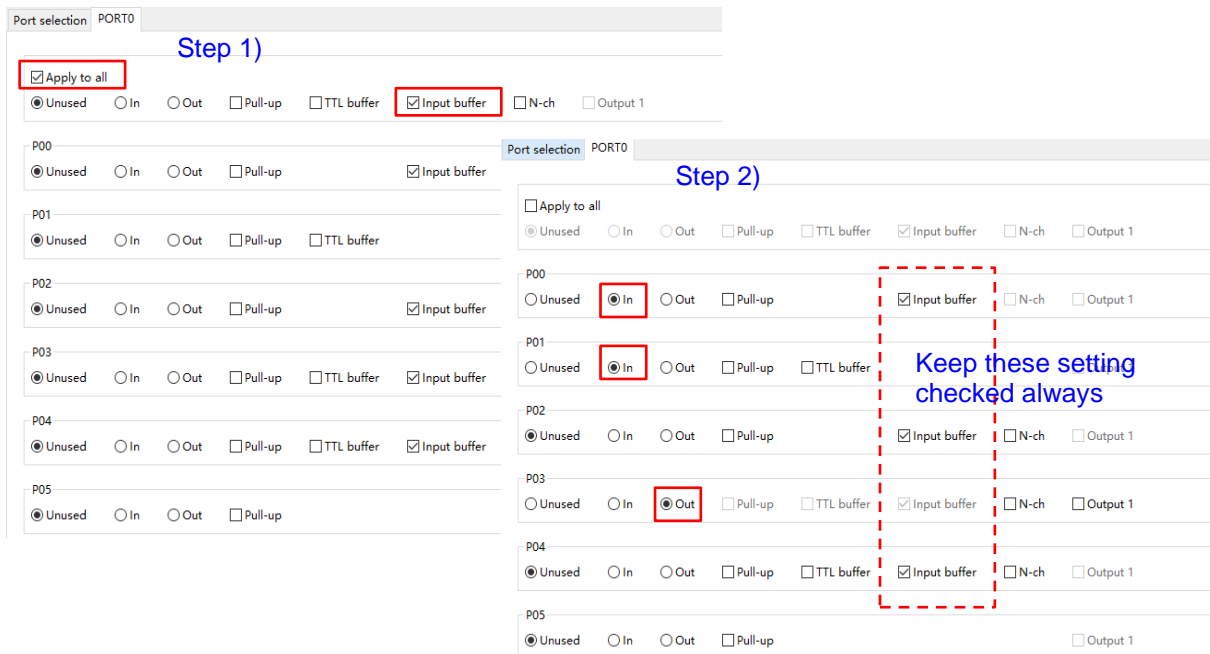 Port selection PORT0
Step 1)
Apply to all
Unused In Out Pull-up TTL buffer Input buffer N-ch Output 1
P00
Unused In Out Pull-up Input buffer
P01
Unused In Out Pull-up TTL buffer
P02
Unused In Out Pull-up Input buffer
P03
Unused In Out Pull-up TTL buffer Input buffer
P04
Unused In Out Pull-up TTL buffer Input buffer
P05
Unused In Out Pull-up
Port selection PORT0
Step 2)
Apply to all
Unused In Out Pull-up TTL buffer Input buffer N-ch Output 1
P00
Unused In Out Pull-up Input buffer N-ch Output 1
P01
Unused In Out Pull-up TTL buffer
Keep these setting
checked always
P02
Unused In Out Pull-up Input buffer N-ch Output 1
P03
Unused In Out Pull-up TTL buffer Input buffer N-ch Output 1
P04
Unused In Out Pull-up TTL buffer Input buffer N-ch Output 1
P05
Unused In Out Pull-up Output 1